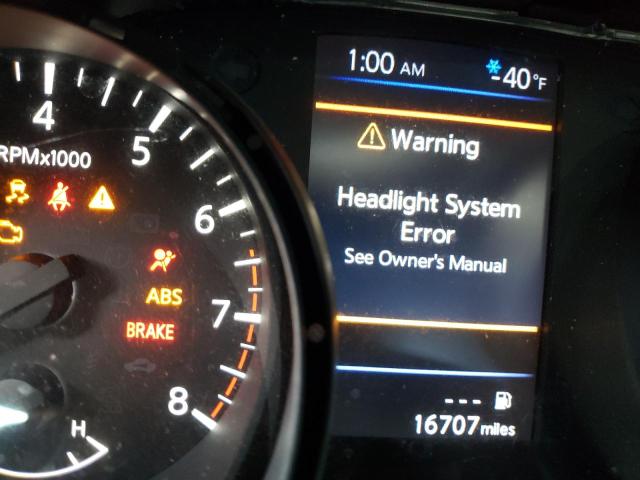 1:00 AM -40°F
Warning
Headlight System
Error
See Owner's Manual
---
16707 miles
4
5
RPMx1000
6
7
8
ABS
BRAKE
H